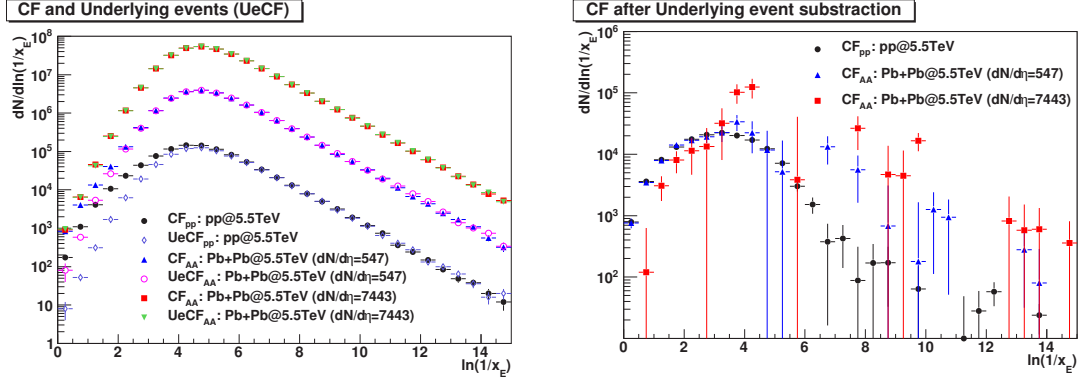 CF and Underlying events (UeCF)
dN/dln(1/x_E)
10^8
10^7
10^6
10^5
10^4
10^3
10^2
10
1
CF_pp: pp@5.5TeV
UeCF_pp: pp@5.5TeV
CF_AA: Pb+Pb@5.5TeV (dN/dη=547)
UeCF_AA: Pb+Pb@5.5TeV (dN/dη=547)
CF_AA: Pb+Pb@5.5TeV (dN/dη=7443)
UeCF_AA: Pb+Pb@5.5TeV (dN/dη=7443)
0 2 4 6 8 10 12 14
ln(1/x_E)
CF after Underlying event substraction
dN/dln(1/x_E)
10^6
10^5
10^4
10^3
10^2
CF_pp: pp@5.5TeV
CF_AA: Pb+Pb@5.5TeV (dN/dη=547)
CF_AA: Pb+Pb@5.5TeV (dN/dη=7443)
0 2 4 6 8 10 12 14
ln(1/x_E)